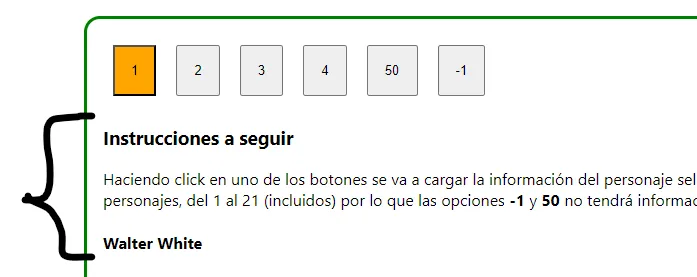 1 2 3 4 50 -1
Instrucciones a seguir
Haciendo click en uno de los botones se va a cargar la información del personaje sel
personajes, del 1 al 21 (incluidos) por lo que las opciones -1 y 50 no tendrá informac
Walter White